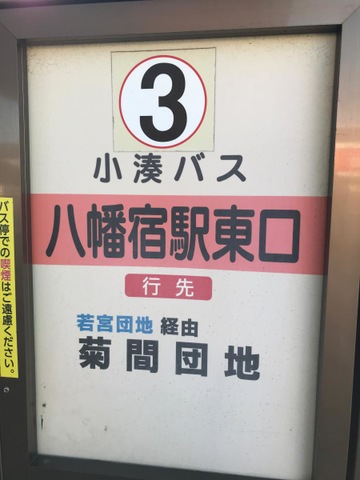 3
小湊バス
八幡宿駅東口
行先
若宮団地 経由
菊間団地
バス停での喫煙はご遠慮ください。